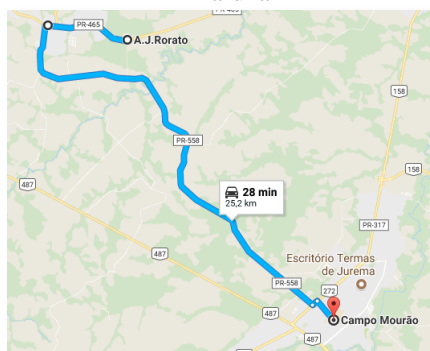 PR-465
A.J.Rorato
158
PR-558
487
28 min
25,2 km
158
PR-317
487
Escritório Termas
de Jurema
PR-558
272
487
Campo Mourão
487